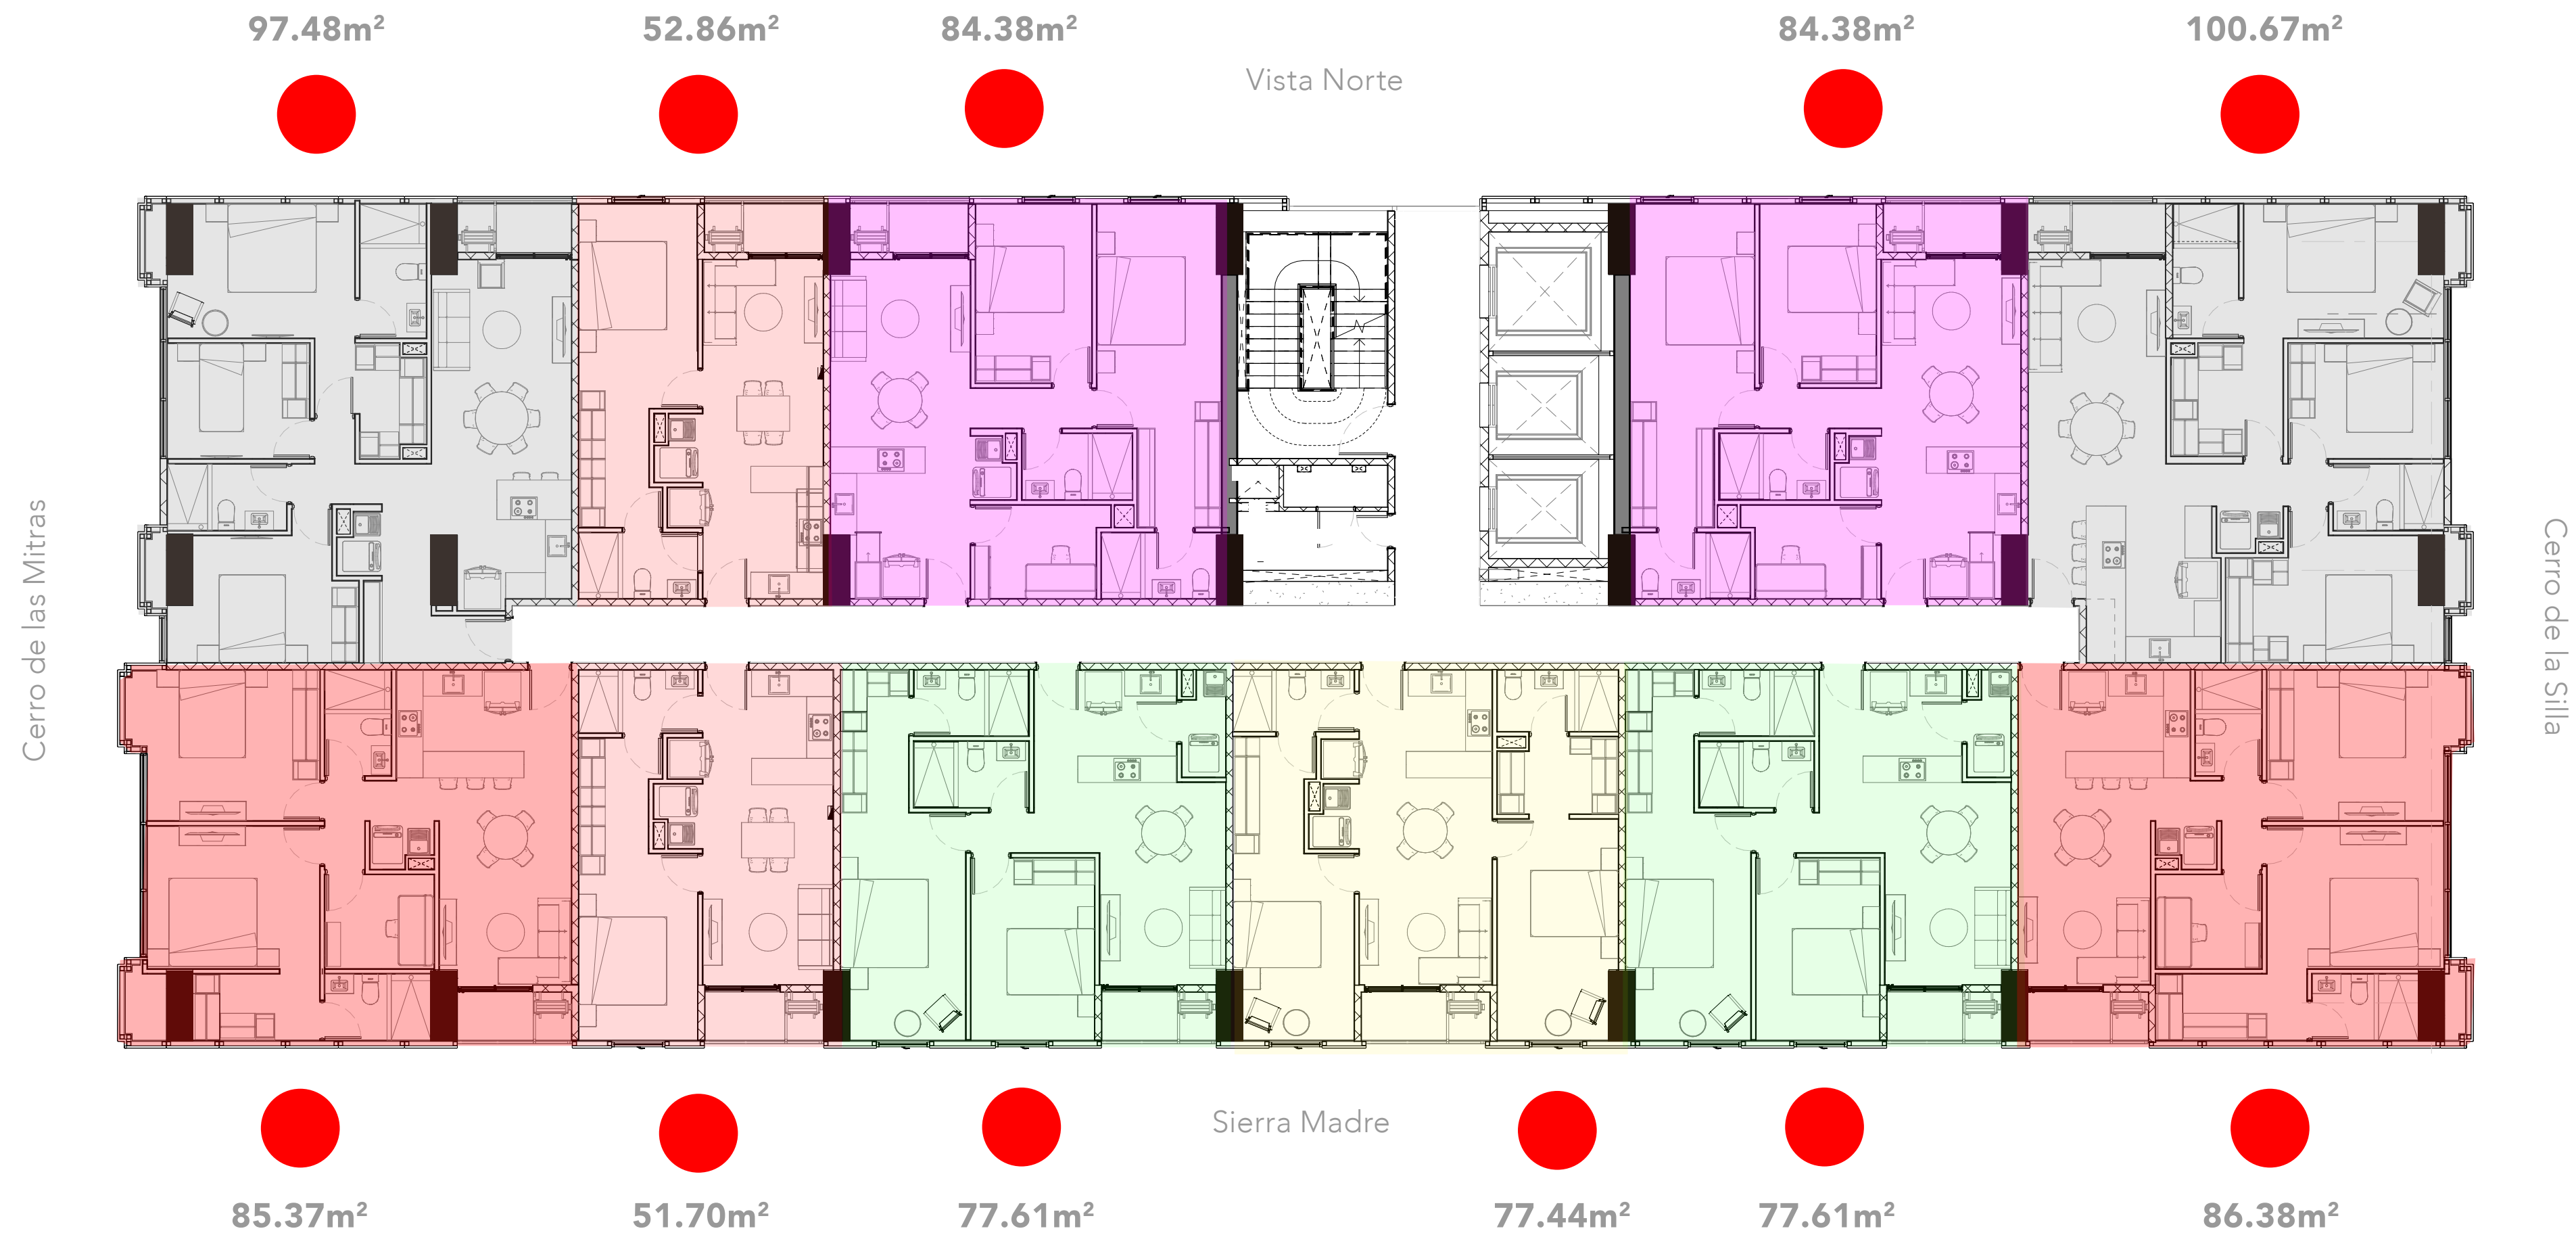 97.48m²
52.86m²
84.38m²
84.38m²
100.67m²
Vista Norte
Cerro de las Mitras
Cerro de la Silla
Sierra Madre
85.37m²
51.70m²
77.61m²
77.44m²
77.61m²
86.38m²